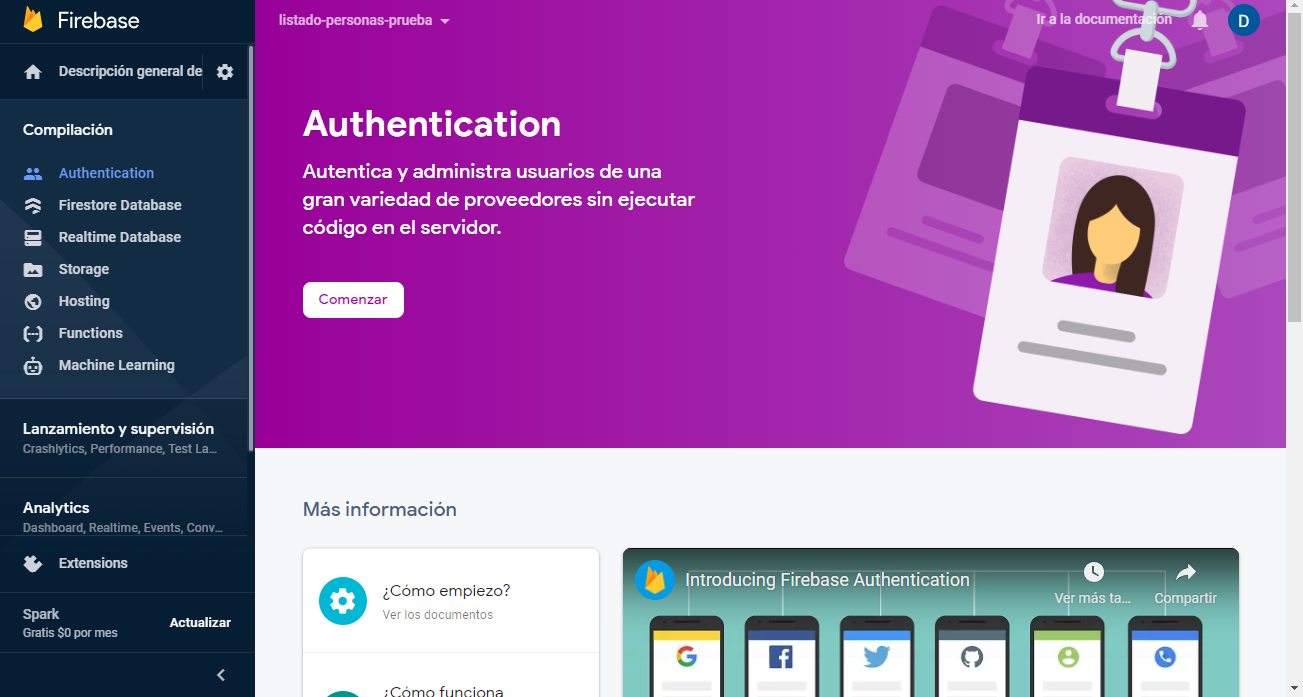 Firebase
Descripción general de
Compilación
Authentication
Firestore Database
Realtime Database
Storage
Hosting
Functions
Machine Learning
Lanzamiento y supervisión
Crashlytics, Performance, Test La...
Analytics
Dashboard, Realtime, Events, Conv...
Extensions
Spark
Gratis $0 por mes
Actualizar
listado-personas-prueba
Ir a la documentación
D
Authentication
Autentica y administra usuarios de una
gran variedad de proveedores sin ejecutar
código en el servidor.
Comenzar
Más información
¿Cómo empiezo?
Ver los documentos
¿Cómo funciona
Introducing Firebase Authentication
Ver más ta...
Compartir